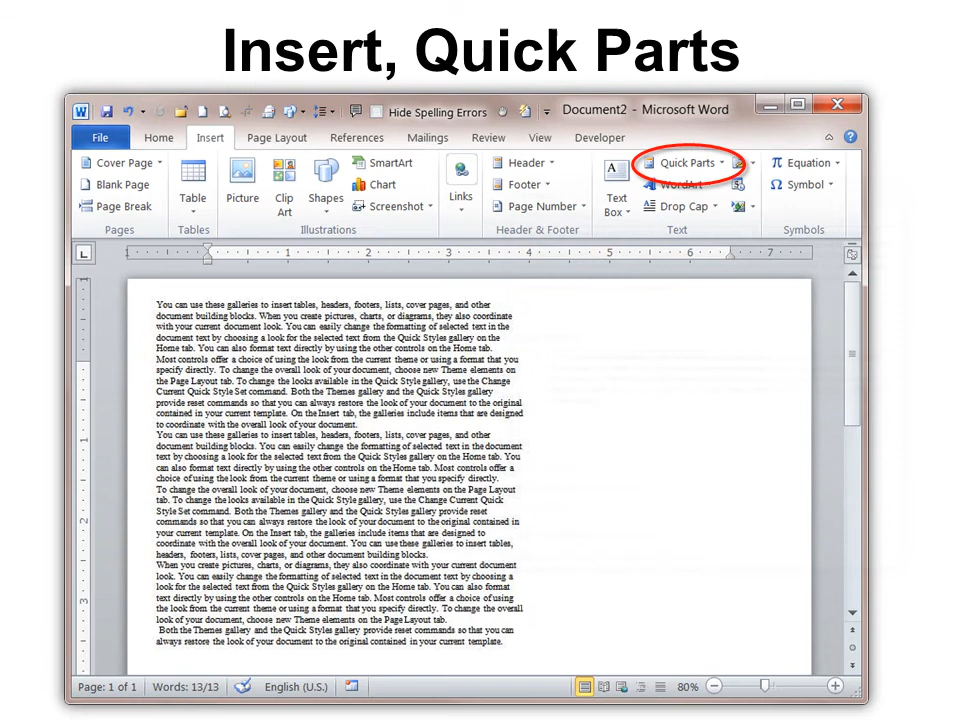 Insert, Quick Parts
Hide Spelling Errors
Document2 - Microsoft Word
File Home Insert Page Layout References Mailings Review View Developer
Cover Page
Blank Page
Page Break
Pages
Table
Tables
Picture
Clip Art
Shapes
SmartArt
Chart
Screenshot
Illustrations
Links
Header
Footer
Page Number
Header & Footer
Text Box
Quick Parts
WordArt
Drop Cap
Text
π Equation
Ω Symbol
Symbols
1 1 2 3 4 5 6 7
You can use these galleries to insert tables, headers, footers, lists, cover pages, and other
document building blocks. When you create pictures, charts, or diagrams, they also coordinate
with your current document look. You can easily change the formatting of selected text in the
document text by choosing a look for the selected text from the Quick Styles gallery on the
Home tab. You can also format text directly by using the other controls on the Home tab.
Most controls offer a choice of using the look from the current theme or using a format that you
specify directly. To change the overall look of your document, choose new Theme elements on
the Page Layout tab. To change the looks available in the Quick Style gallery, use the Change
Current Quick Style Set command. Both the Themes gallery and the Quick Styles gallery
provide reset commands so that you can always restore the look of your document to the original
contained in your current template. On the Insert tab, the galleries include items that are designed
to coordinate with the overall look of your document.
You can use these galleries to insert tables, headers, footers, lists, cover pages, and other
document building blocks. You can easily change the formatting of selected text in the document
text by choosing a look for the selected text from the Quick Styles gallery on the Home tab. You
can also format text directly by using the other controls on the Home tab. Most controls offer a
choice of using the look from the current theme or using a format that you specify directly.
To change the overall look of your document, choose new Theme elements on the Page Layout
tab. To change the looks available in the Quick Style gallery, use the Change Current Quick
Style Set command. Both the Themes gallery and the Quick Styles gallery provide reset
commands so that you can always restore the look of your document to the original contained in
your current template. On the Insert tab, the galleries include items that are designed to
coordinate with the overall look of your document. You can use these galleries to insert tables,
headers, footers, lists, cover pages, and other document building blocks.
When you create pictures, charts, or diagrams, they also coordinate with your current document
look. You can easily change the formatting of selected text in the document text by choosing a
look for the selected text from the Quick Styles gallery on the Home tab. You can also format
text directly by using the other controls on the Home tab. Most controls offer a choice of using
the look from the current theme or using a format that you specify directly. To change the overall
look of your document, choose new Theme elements on the Page Layout tab.
Both the Themes gallery and the Quick Styles gallery provide reset commands so that you can
always restore the look of your document to the original contained in your current template.
1
1
2
3
Page: 1 of 1 Words: 13/13 English (U.S.) 80%